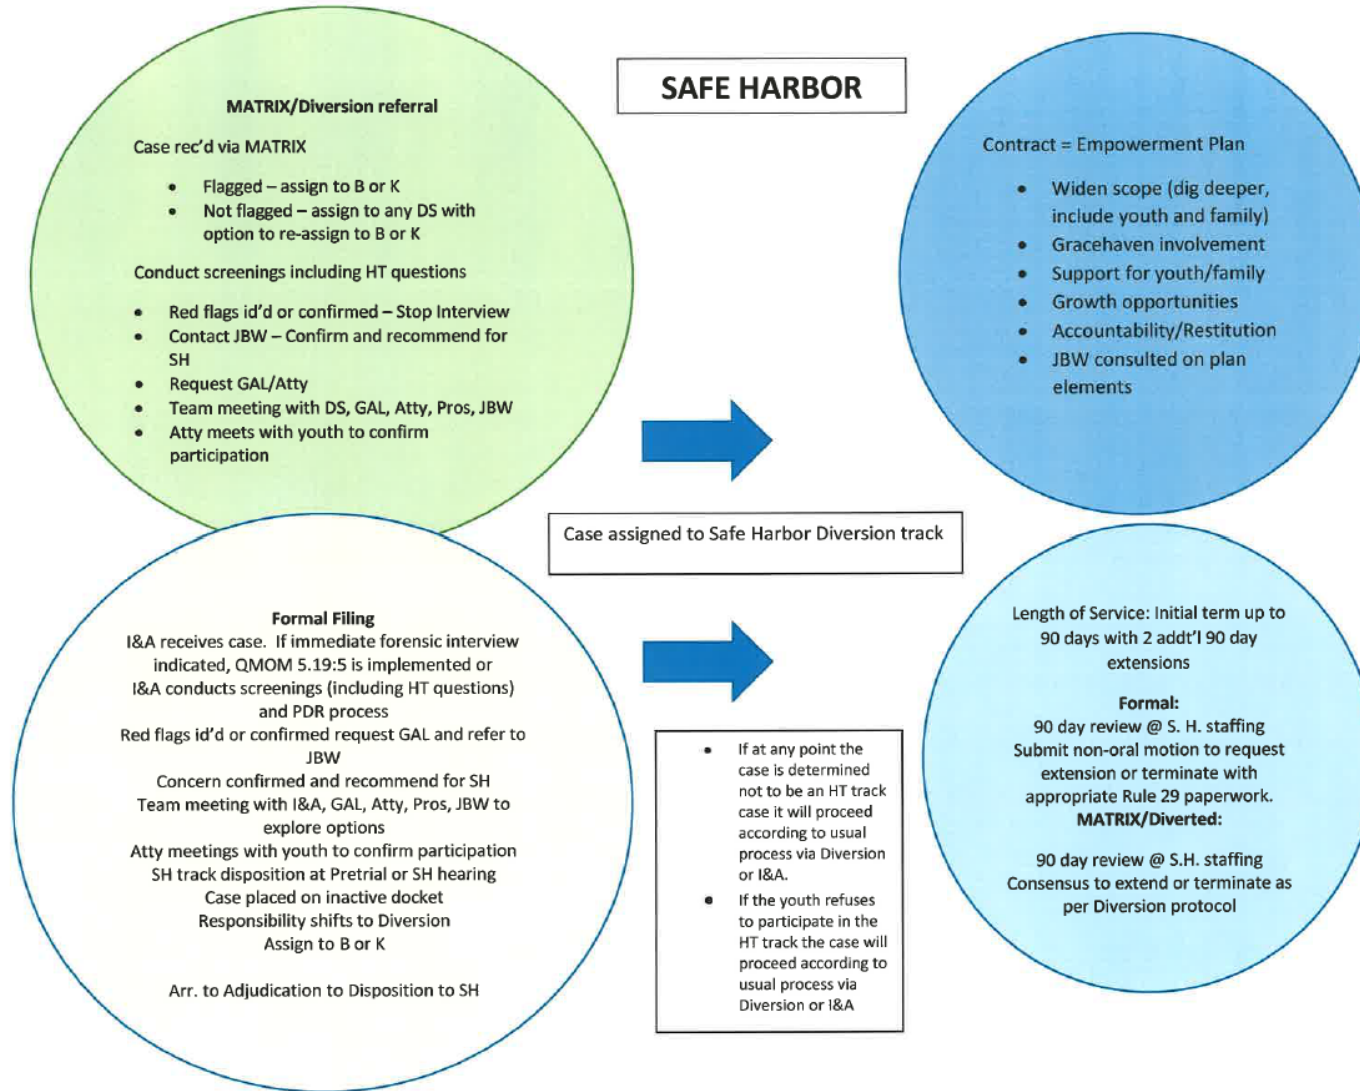 SAFE HARBOR
MATRIX/Diversion referral
Case rec'd via MATRIX
• Flagged – assign to B or K
• Not flagged – assign to any DS with
option to re-assign to B or K
Conduct screenings including HT questions
• Red flags id'd or confirmed – Stop Interview
• Contact JBW – Confirm and recommend for
SH
• Request GAL/Atty
• Team meeting with DS, GAL, Atty, Pros, JBW
• Atty meets with youth to confirm
participation
Formal Filing
I&A receives case. If immediate forensic interview
indicated, QMOM 5.19:5 is implemented or
I&A conducts screenings (including HT questions)
and PDR process
Red flags id'd or confirmed request GAL and refer to
JBW
Concern confirmed and recommend for SH
Team meeting with I&A, GAL, Atty, Pros, JBW to
explore options
Atty meetings with youth to confirm participation
SH track disposition at Pretrial or SH hearing
Case placed on inactive docket
Responsibility shifts to Diversion
Assign to B or K
Arr. to Adjudication to Disposition to SH
Case assigned to Safe Harbor Diversion track
• If at any point the
case is determined
not to be an HT track
case it will proceed
according to usual
process via Diversion
or I&A.
• If the youth refuses
to participate in the
HT track the case will
proceed according to
usual process via
Diversion or I&A
Contract = Empowerment Plan
• Widen scope (dig deeper,
include youth and family)
• Gracehaven involvement
• Support for youth/family
• Growth opportunities
• Accountability/Restitution
• JBW consulted on plan
elements
Length of Service: Initial term up to
90 days with 2 addt'l 90 day
extensions
Formal:
90 day review @ S. H. staffing
Submit non-oral motion to request
extension or terminate with
appropriate Rule 29 paperwork.
MATRIX/Diverted:
90 day review @ S.H. staffing
Consensus to extend or terminate as
per Diversion protocol